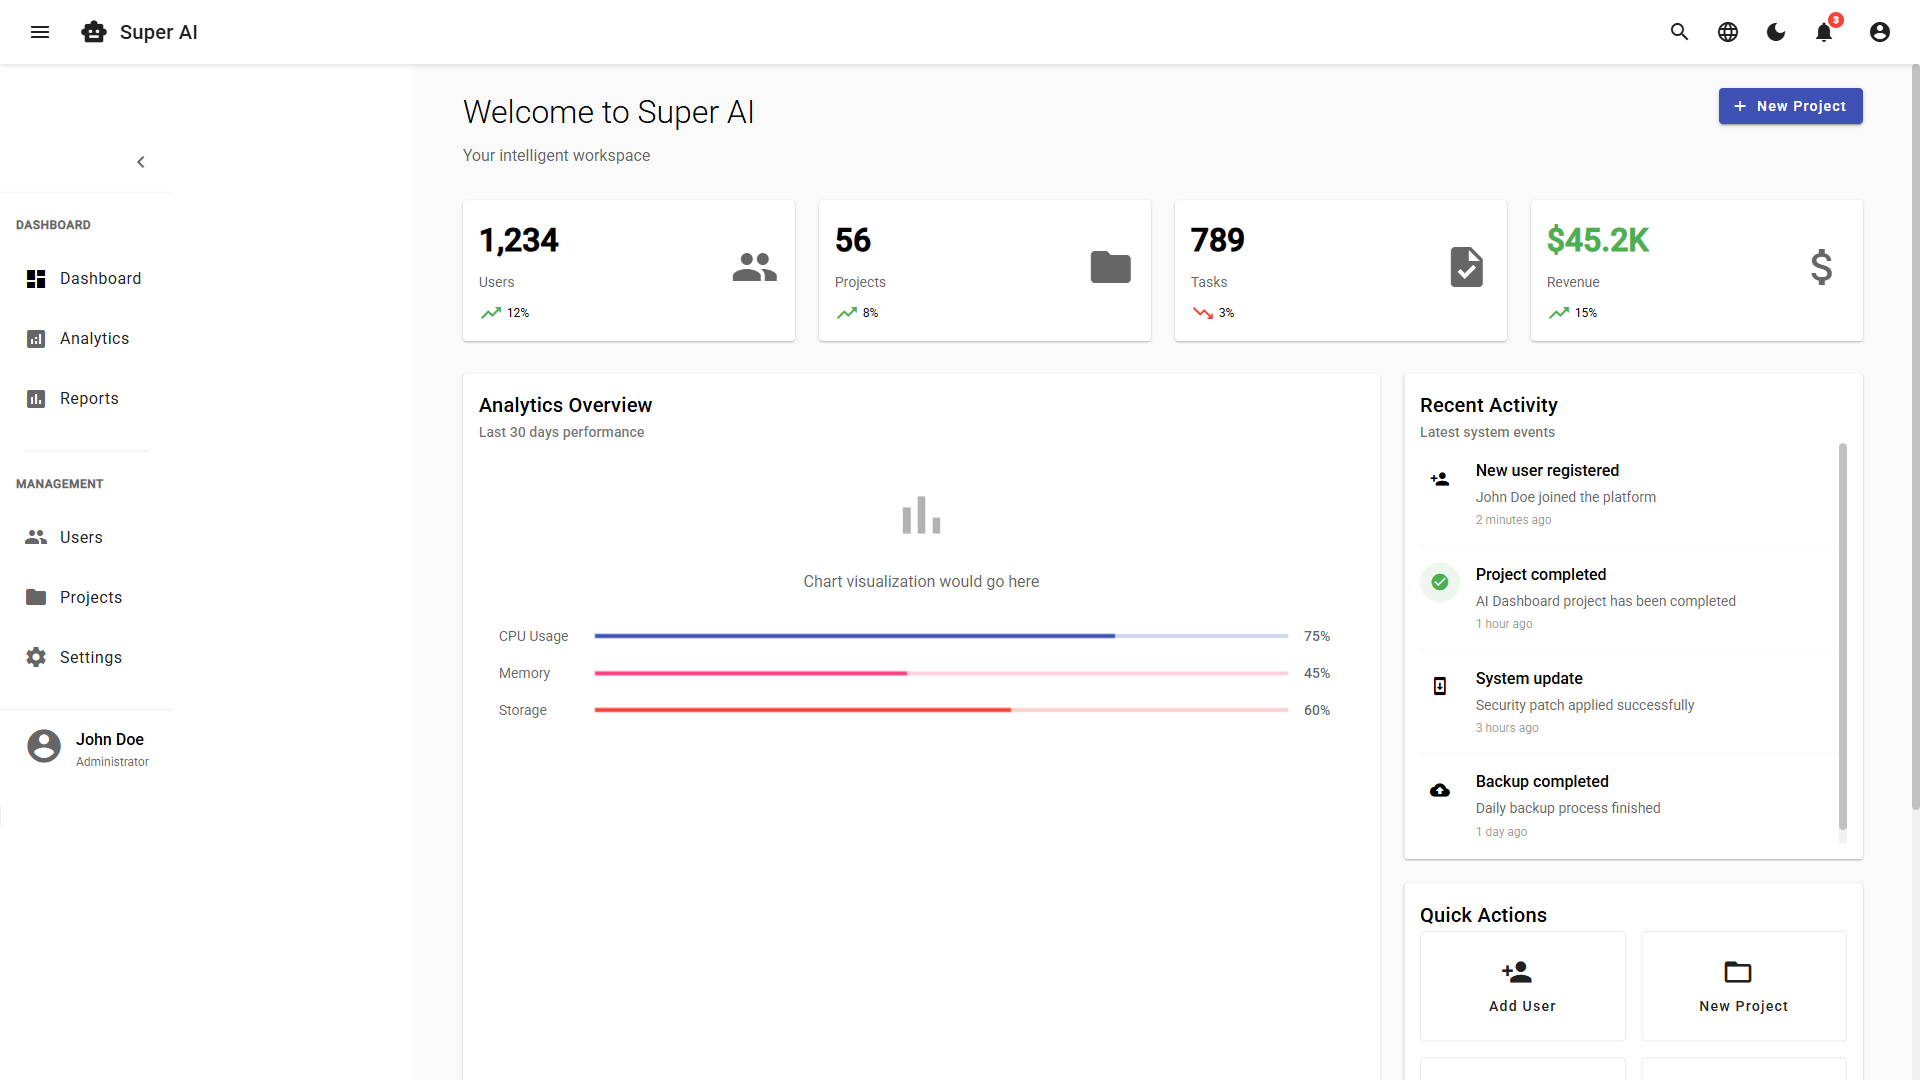 Super AI
3
Welcome to Super AI
Your intelligent workspace
New Project
DASHBOARD
Dashboard
Analytics
Reports
MANAGEMENT
Users
Projects
Settings
John Doe
Administrator
1,234
Users
12%
56
Projects
8%
789
Tasks
3%
$45.2K
Revenue
15%
Analytics Overview
Last 30 days performance
Chart visualization would go here
CPU Usage 75%
Memory 45%
Storage 60%
Recent Activity
Latest system events
New user registered
John Doe joined the platform
2 minutes ago
Project completed
AI Dashboard project has been completed
1 hour ago
System update
Security patch applied successfully
3 hours ago
Backup completed
Daily backup process finished
1 day ago
Quick Actions
Add User
New Project